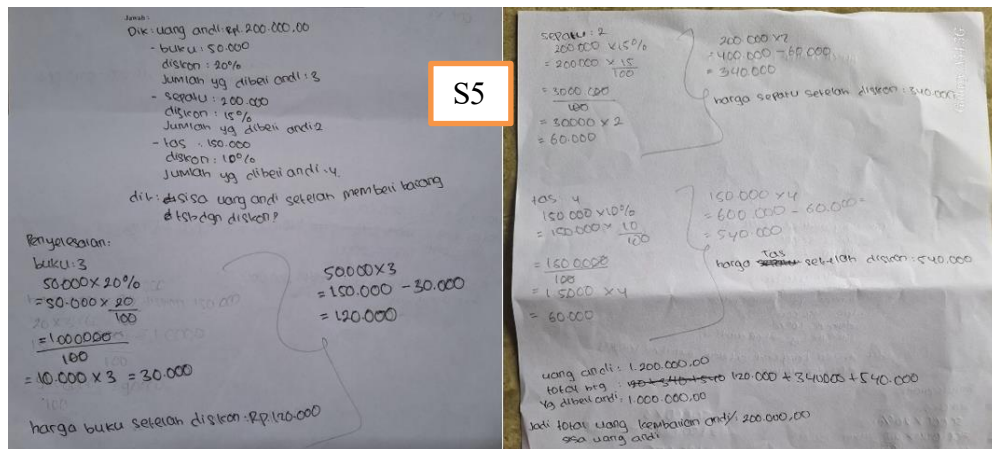 Jawab :
Dik : uang andi : Rp. 200.000,00
- buku : 50.000
diskon : 20%
Jumlah yg dibeli andi : 3
- sepatu : 200.000
diskon : 15%
Jumlah yg dibeli andi 2
- tas : 150.000
diskon : 10%
Jumlah yg dibeli andi : 4
dit : sisa uang andi setelah membeli barang
tsb dgn diskon?
Penyelesaian:
buku : 3
50.000 × 20%
= 50.000 × 20/100
= 1000000/100
= 10.000 × 3 = 30.000
50.000 × 3
= 150.000 - 30.000
= 120.000
harga buku setelah diskon : Rp. 120.000
S5
sepatu : 2
200.000 × 15%
= 200.000 × 15/100
= 3000.000/100
= 30000 × 2
= 60.000
200.000 × 2
= 400.000 - 60.000
= 340.000
harga sepatu setelah diskon : 340.000
tas 4
150.000 × 10%
= 150.000 × 10/100
= 1500000/100
= 15000 × 4
= 60.000
150.000 × 4
= 600.000 - 60.000 =
= 540.000
harga tas setelah diskon : 540.000
uang andi : 1.200.000,00
total brg : 120.000 + 340000 + 540.000
yg dibeli andi : 1.000.000,00
Jadi total uang kembalian andi/ 200.000,00
sisa uang andi